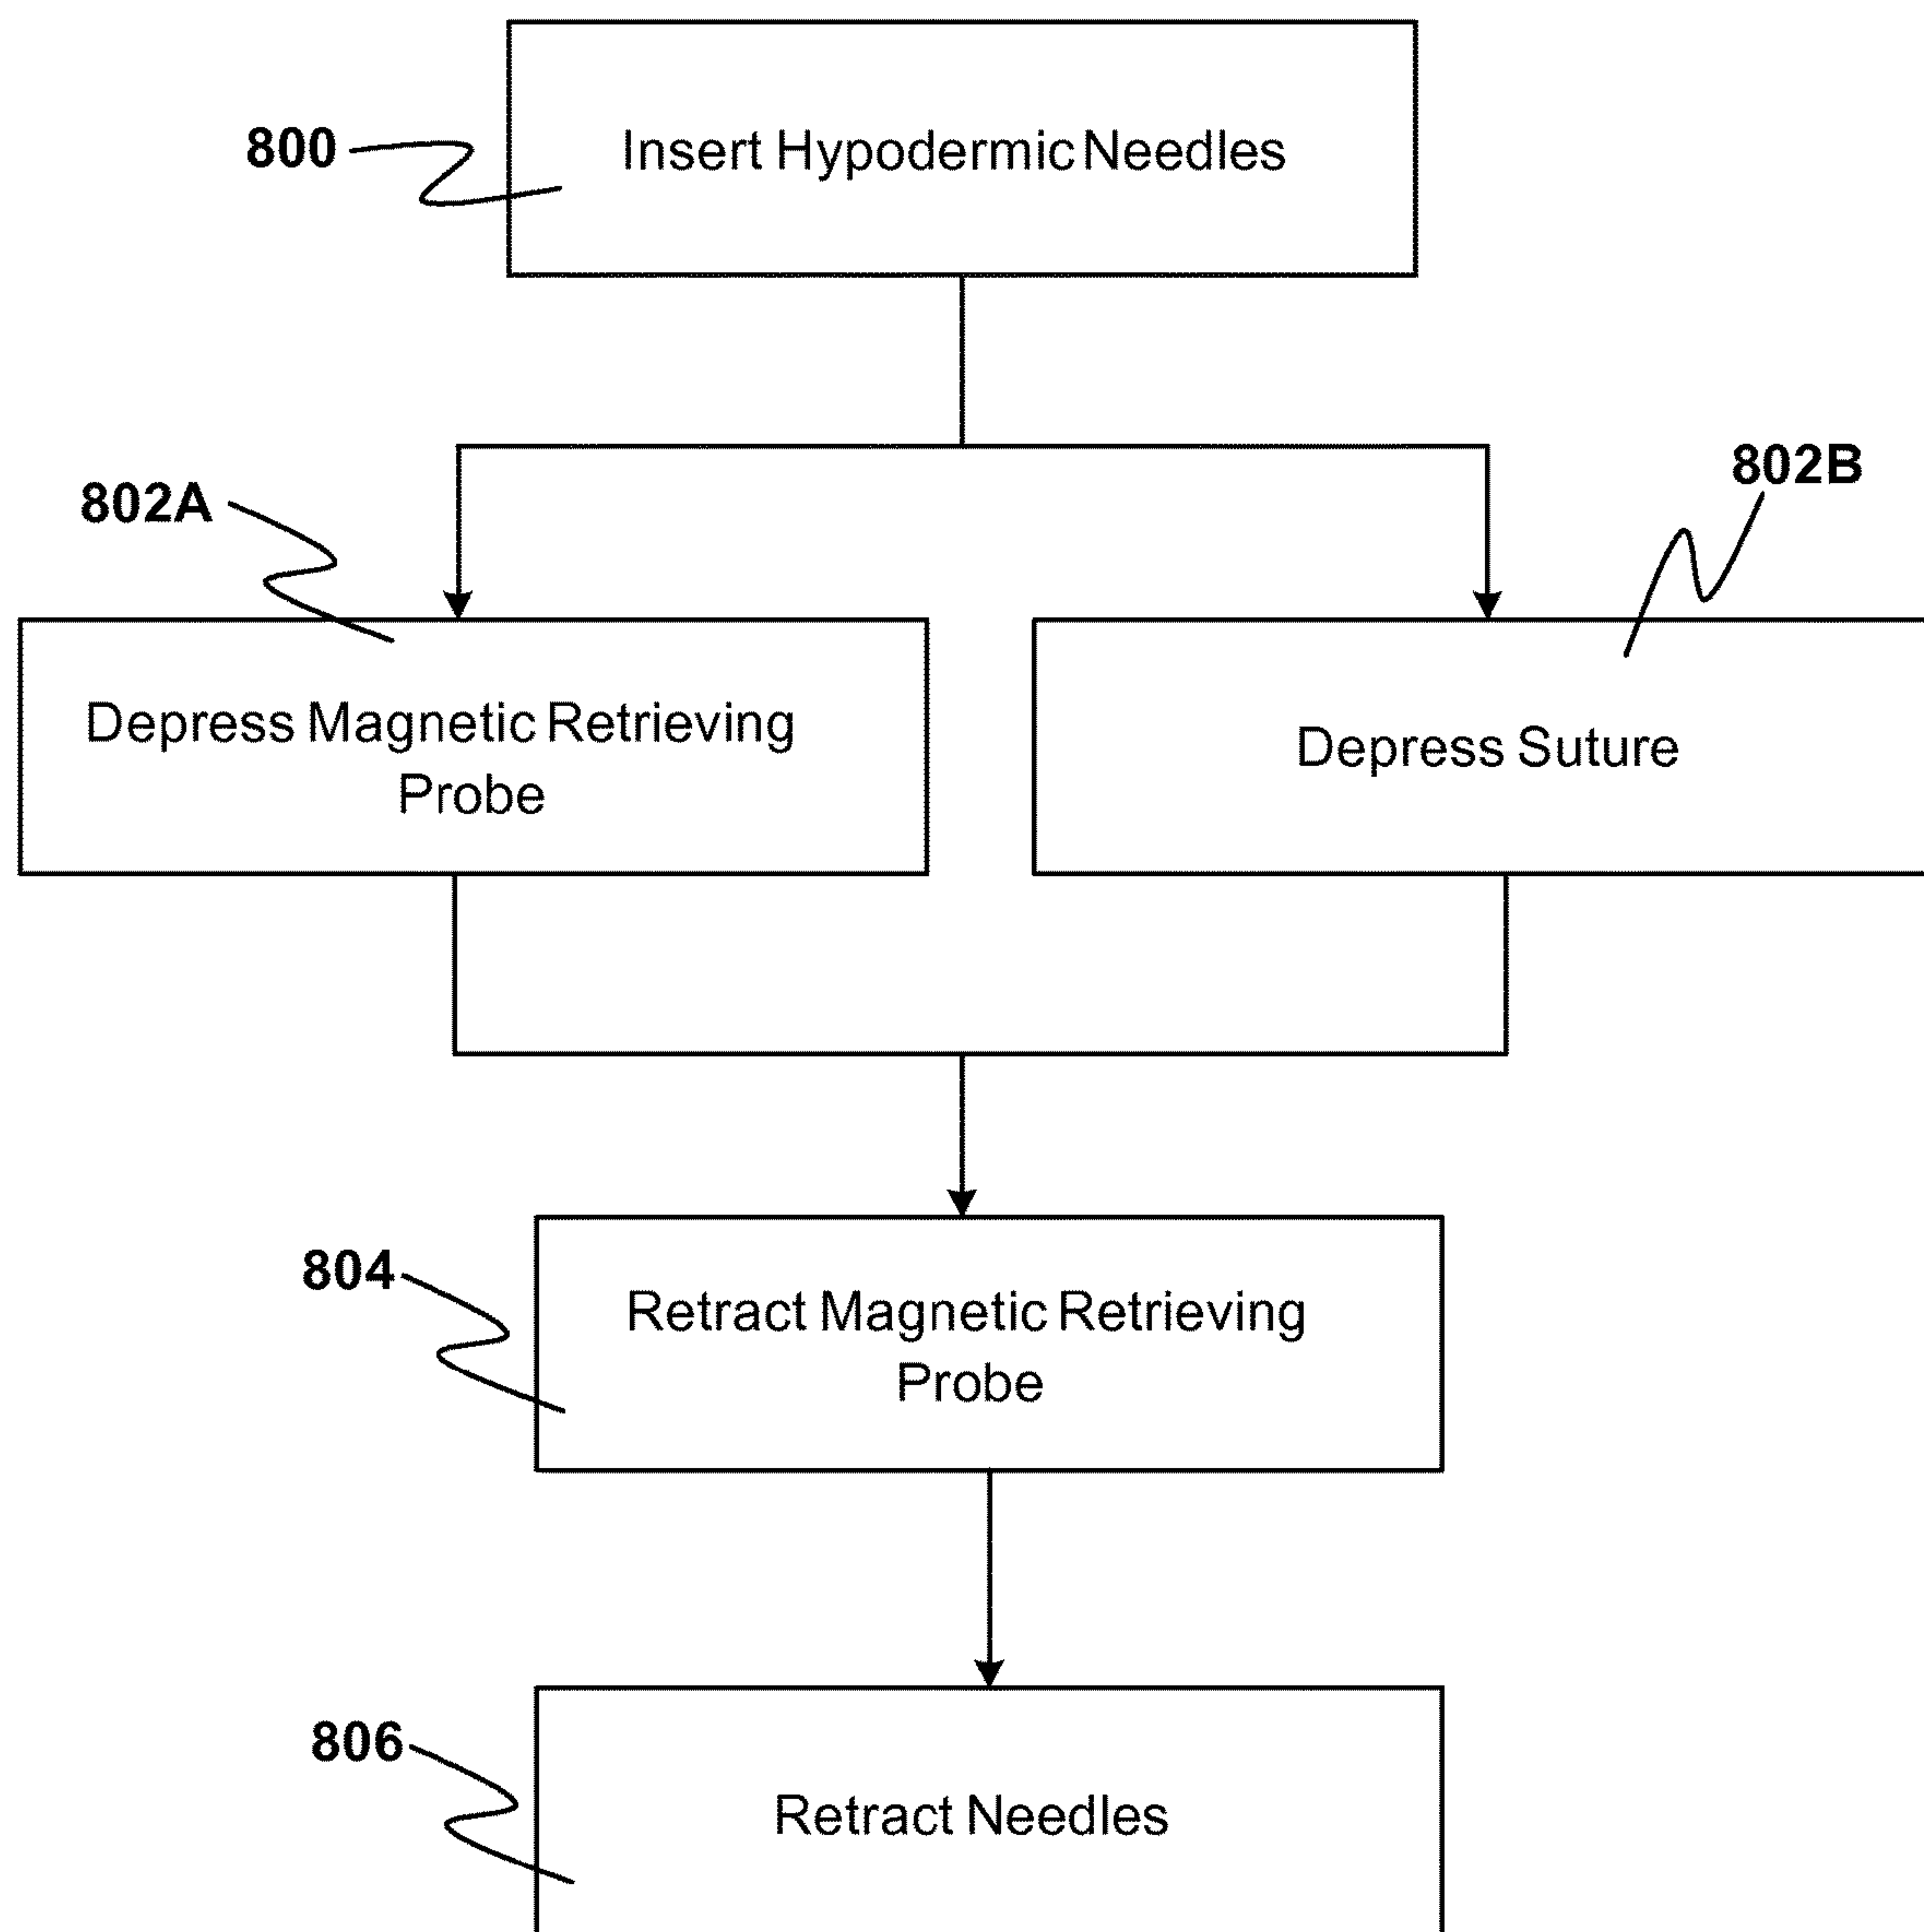 800
Insert Hypodermic Needles
802A
802B
Depress Magnetic Retrieving
Probe
Depress Suture
804
Retract Magnetic Retrieving
Probe
806
Retract Needles